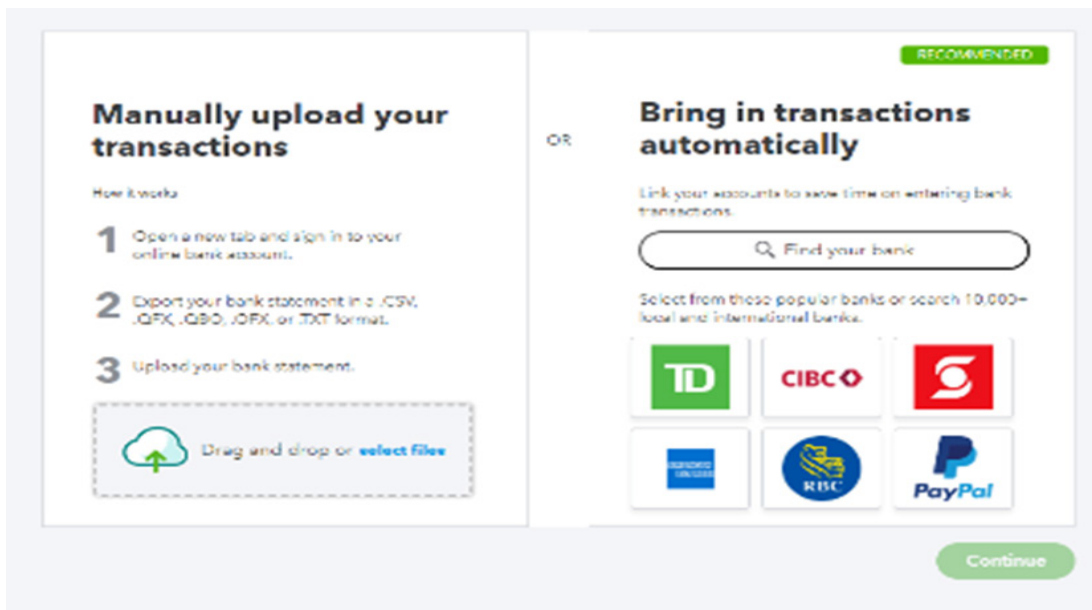 Manually upload your
transactions
How it works
1 Open a new tab and sign in to your
online bank account.
2 Export your bank statement in a .CSV,
.QFX, .QBO, .OFX, or .TXT format.
3 Upload your bank statement.
Drag and drop or select files
OR
RECOMMENDED
Bring in transactions
automatically
Link your accounts to save time on entering bank
transactions.
Find your bank
Select from these popular banks or search 10,000+
local and international banks.
TD
CIBC
S
RBC
PayPal
Continue